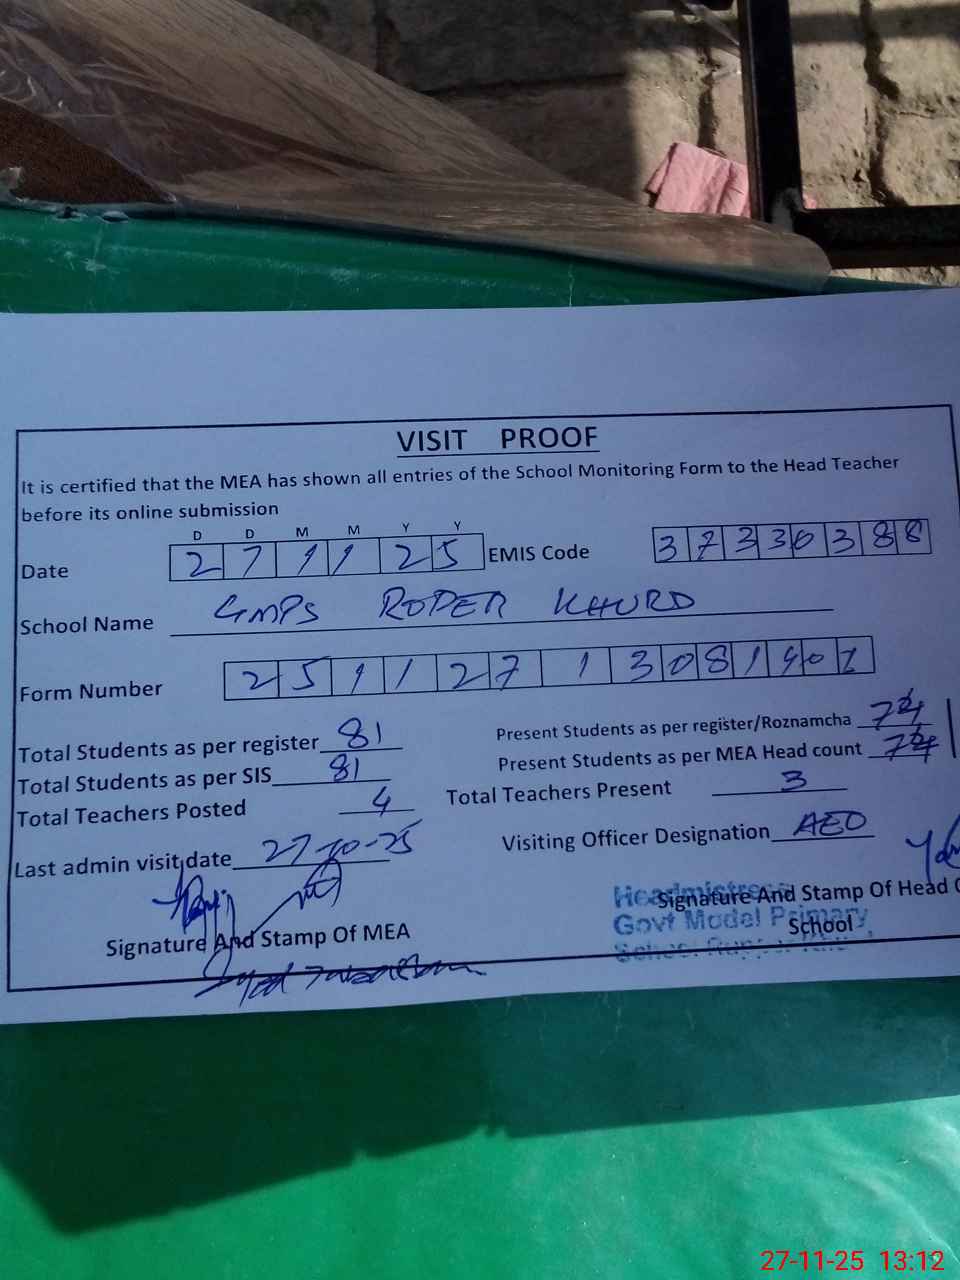 VISIT PROOF
It is certified that the MEA has shown all entries of the School Monitoring Form to the Head Teacher
before its online submission
D D M M Y Y
Date 2 7 1 1 2 5 EMIS Code 3 7 3 3 0 3 8 8
School Name GMPS ROPER KHURD
Form Number 2 5 1 1 2 7 1 3 0 8 1 4 0 1
Total Students as per register 81 Present Students as per register/Roznamcha
Total Students as per SIS 81 Present Students as per MEA Head count
Total Teachers Posted 4 Total Teachers Present 3
Last admin visit date 27-10-25 Visiting Officer Designation AEO
Signature And Stamp Of MEA Signature And Stamp Of Head
School
Headmistress
Govt Model Primary
School
27-11-25 13:12